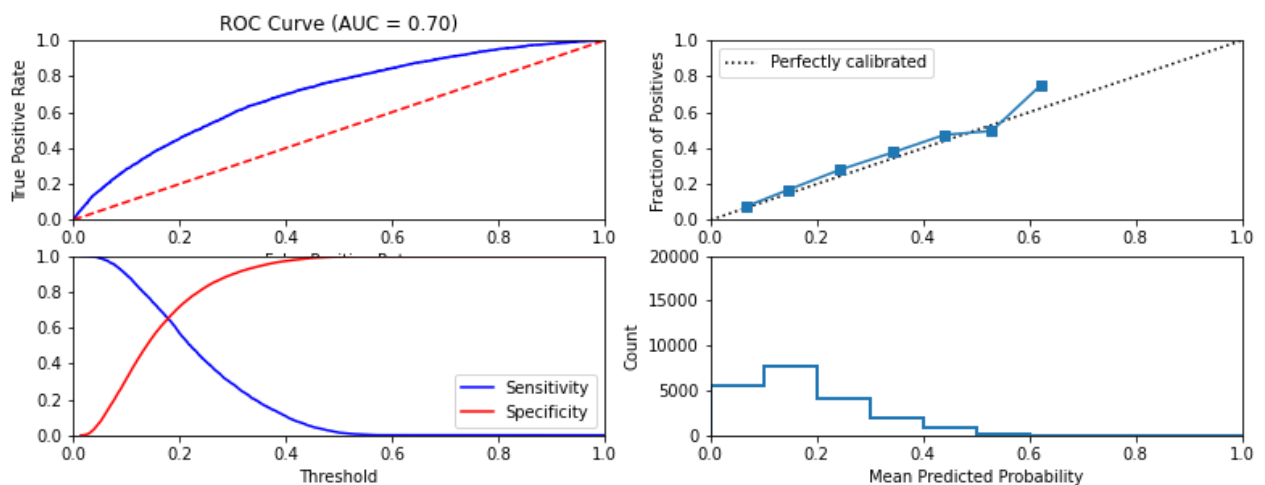 ROC Curve (AUC = 0.70)
True Positive Rate
1.0
0.8
0.6
0.4
0.2
0.0
0.0 0.2 0.4 0.6 0.8 1.0
Fraction of Positives
1.0
0.8
0.6
0.4
0.2
0.0
Perfectly calibrated
0.0 0.2 0.4 0.6 0.8 1.0
1.0
0.8
0.6
0.4
0.2
0.0
Sensitivity
Specificity
0.0 0.2 0.4 0.6 0.8 1.0
Threshold
Count
20000
15000
10000
5000
0
0.0 0.2 0.4 0.6 0.8 1.0
Mean Predicted Probability